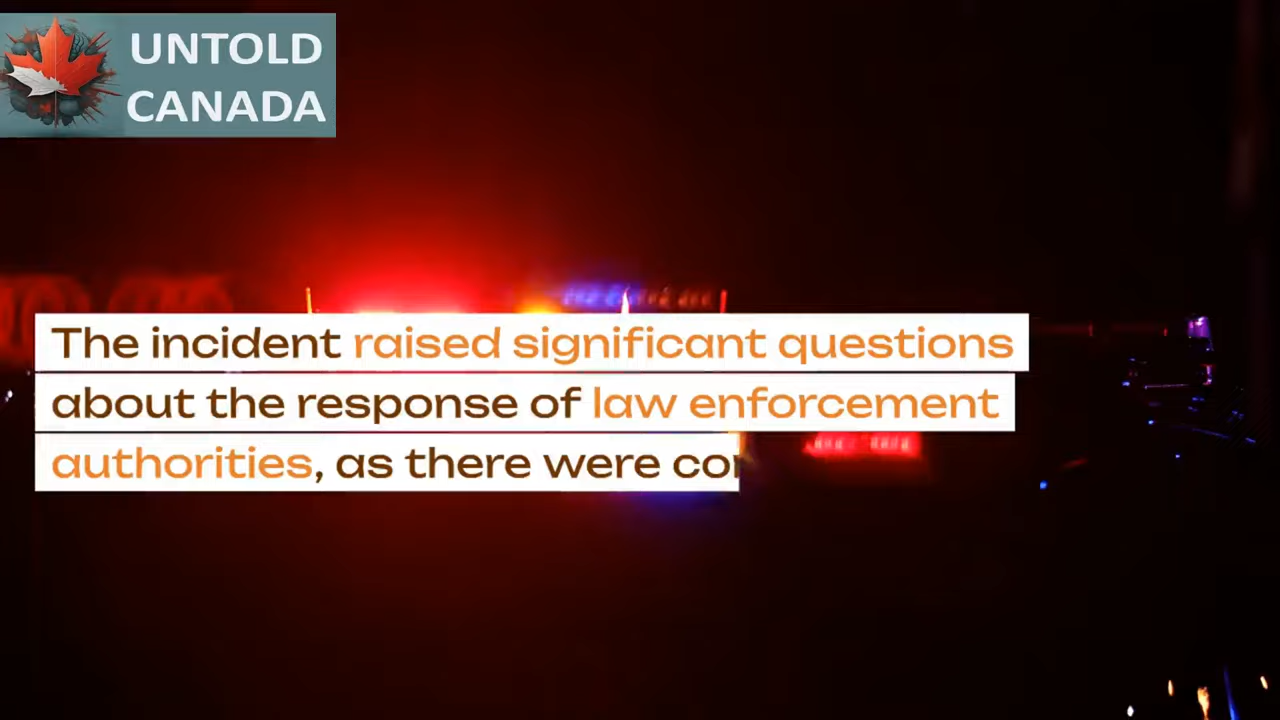 UNTOLD
CANADA
The incident raised significant questions
about the response of law enforcement
authorities, as there were